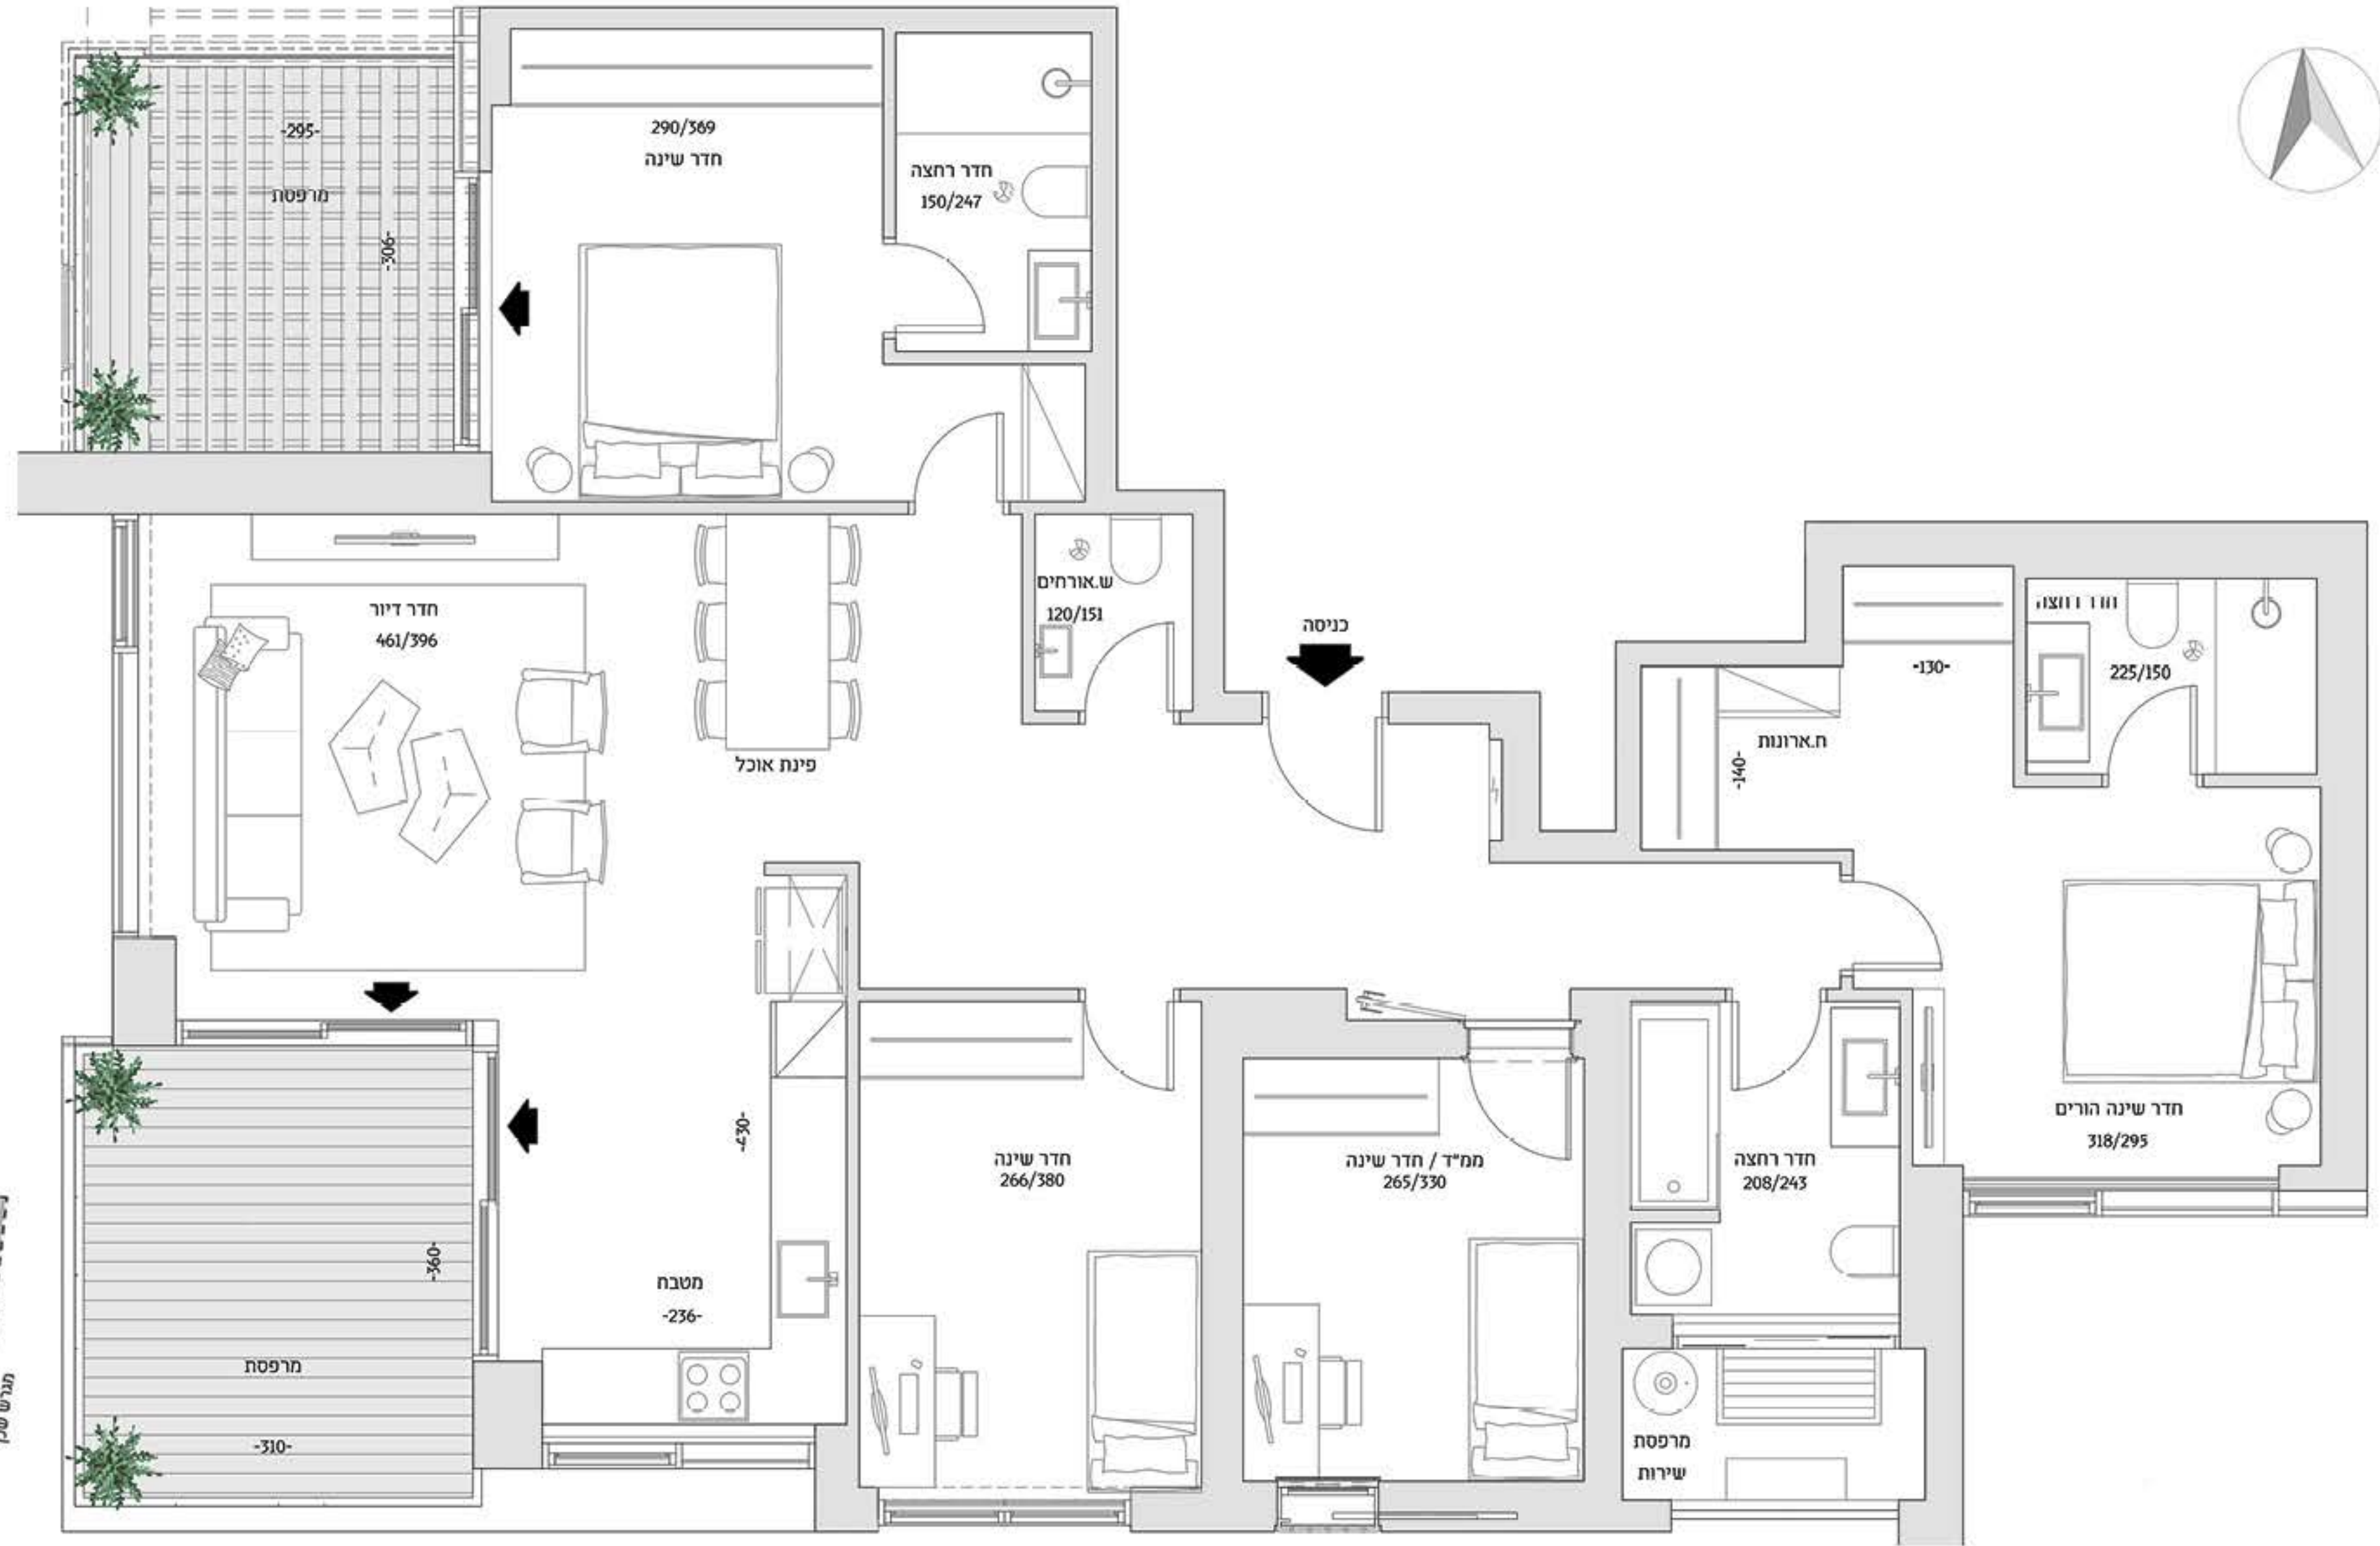 -295-
מרפסת
-306-
290/369
חדר שינה
חדר רחצה
150/247
חדר דיור
461/396
פינת אוכל
ש.אורחים
120/151
כניסה
ח.ארונות
-140-
-130-
חדר רחצה
225/150
חדר שינה הורים
318/295
-430-
מטבח
-236-
-360-
מרפסת
-310-
חדר שינה
266/380
ממ"ד / חדר שינה
265/330
חדר רחצה
208/243
מרפסת
שירות